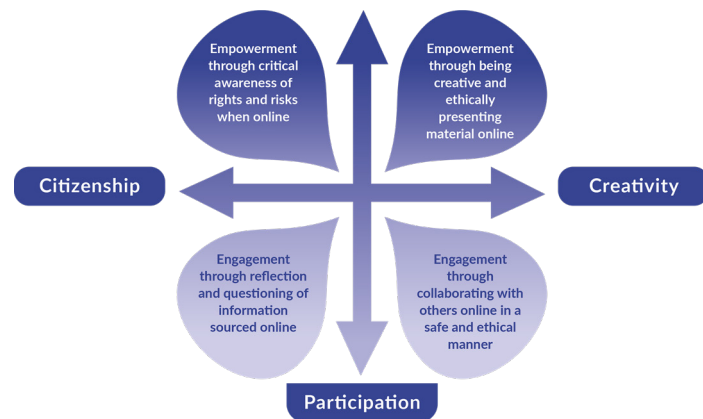 Empowerment
through critical
awareness of
rights and risks
when online
Empowerment
through being
creative and
ethically
presenting
material online
Citizenship
Creativity
Engagement
through reflection
and questioning of
information
sourced online
Engagement
through
collaborating with
others online in a
safe and ethical
manner
Participation